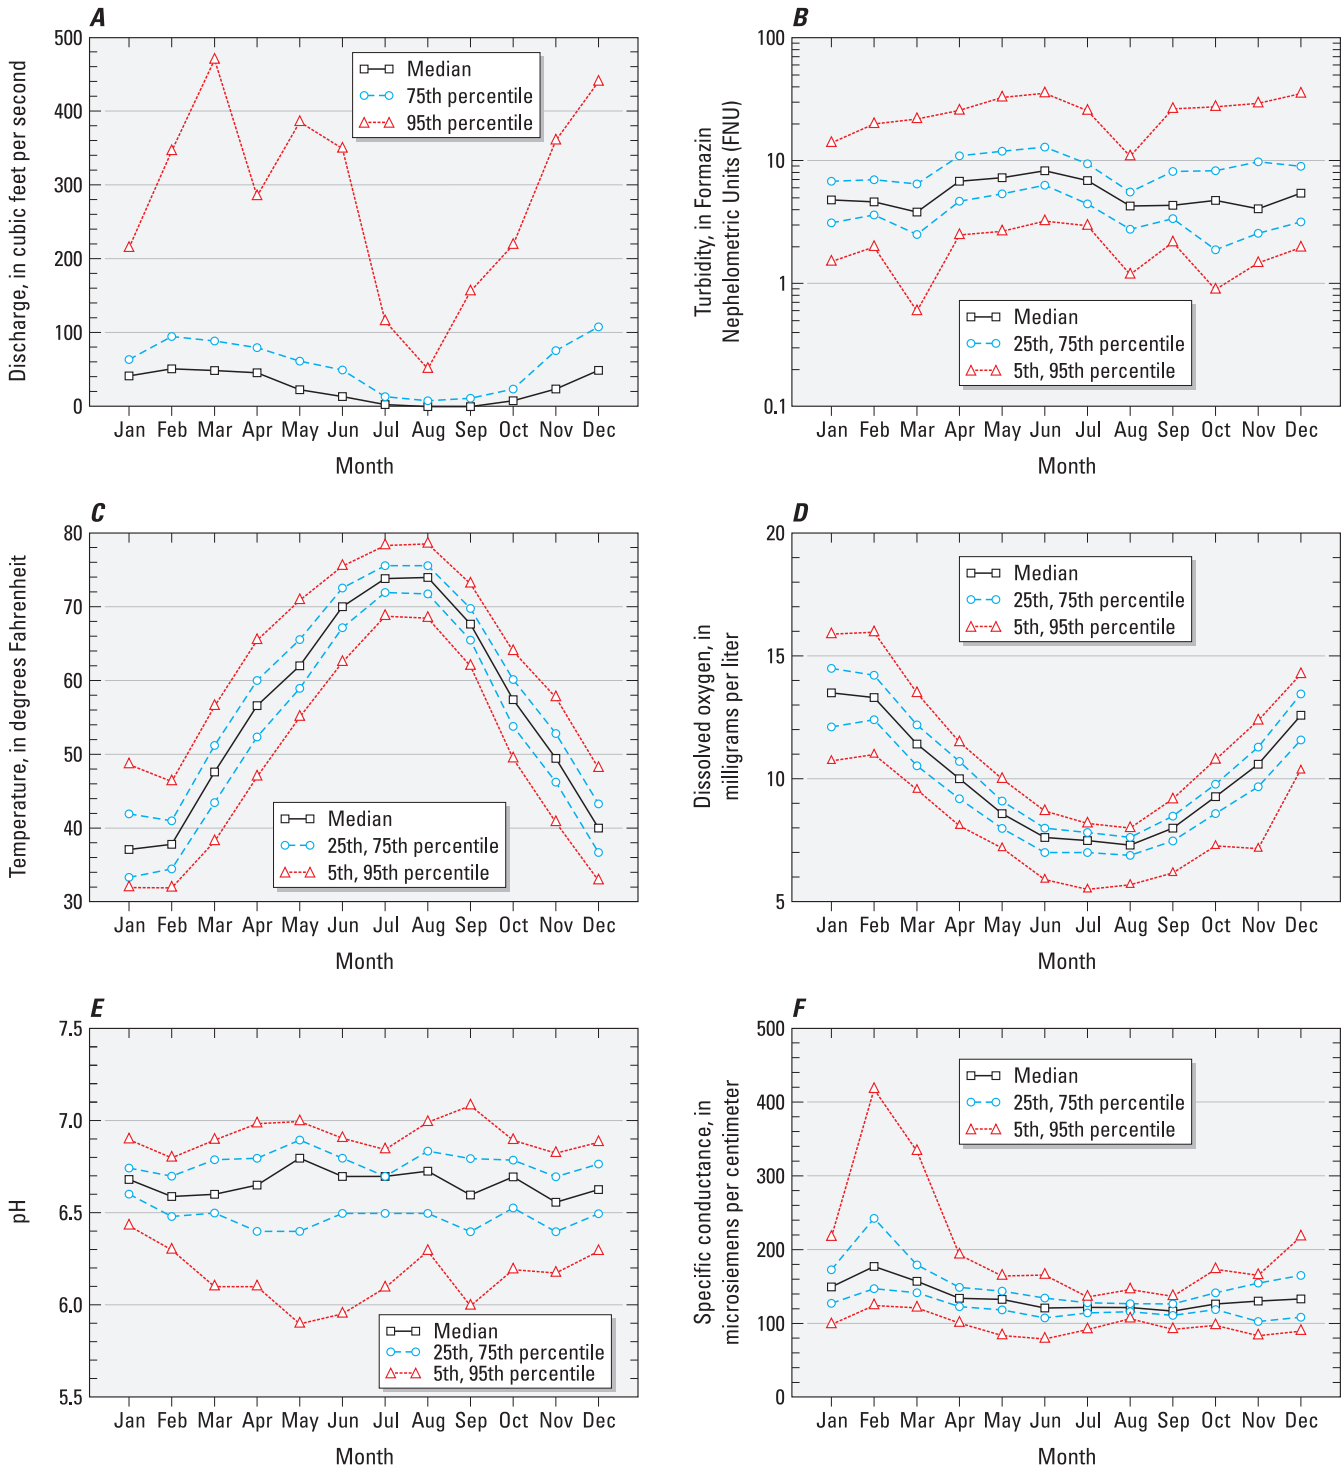 A
Discharge, in cubic feet per second
500
400
300
200
100
0
Median
75th percentile
95th percentile
Jan Feb Mar Apr May Jun Jul Aug Sep Oct Nov Dec
Month
B
Turbidity, in Formazin
Nephelometric Units (FNU)
100
10
1
0.1
Median
25th, 75th percentile
5th, 95th percentile
Jan Feb Mar Apr May Jun Jul Aug Sep Oct Nov Dec
Month
C
Temperature, in degrees Fahrenheit
80
70
60
50
40
30
Median
25th, 75th percentile
5th, 95th percentile
Jan Feb Mar Apr May Jun Jul Aug Sep Oct Nov Dec
Month
D
Dissolved oxygen, in
milligrams per liter
20
15
10
5
Median
25th, 75th percentile
5th, 95th percentile
Jan Feb Mar Apr May Jun Jul Aug Sep Oct Nov Dec
Month
E
pH
7.5
7.0
6.5
6.0
5.5
Median
25th, 75th percentile
5th, 95th percentile
Jan Feb Mar Apr May Jun Jul Aug Sep Oct Nov Dec
Month
F
Specific conductance, in
microsiemens per centimeter
500
400
300
200
100
0
Median
25th, 75th percentile
5th, 95th percentile
Jan Feb Mar Apr May Jun Jul Aug Sep Oct Nov Dec
Month